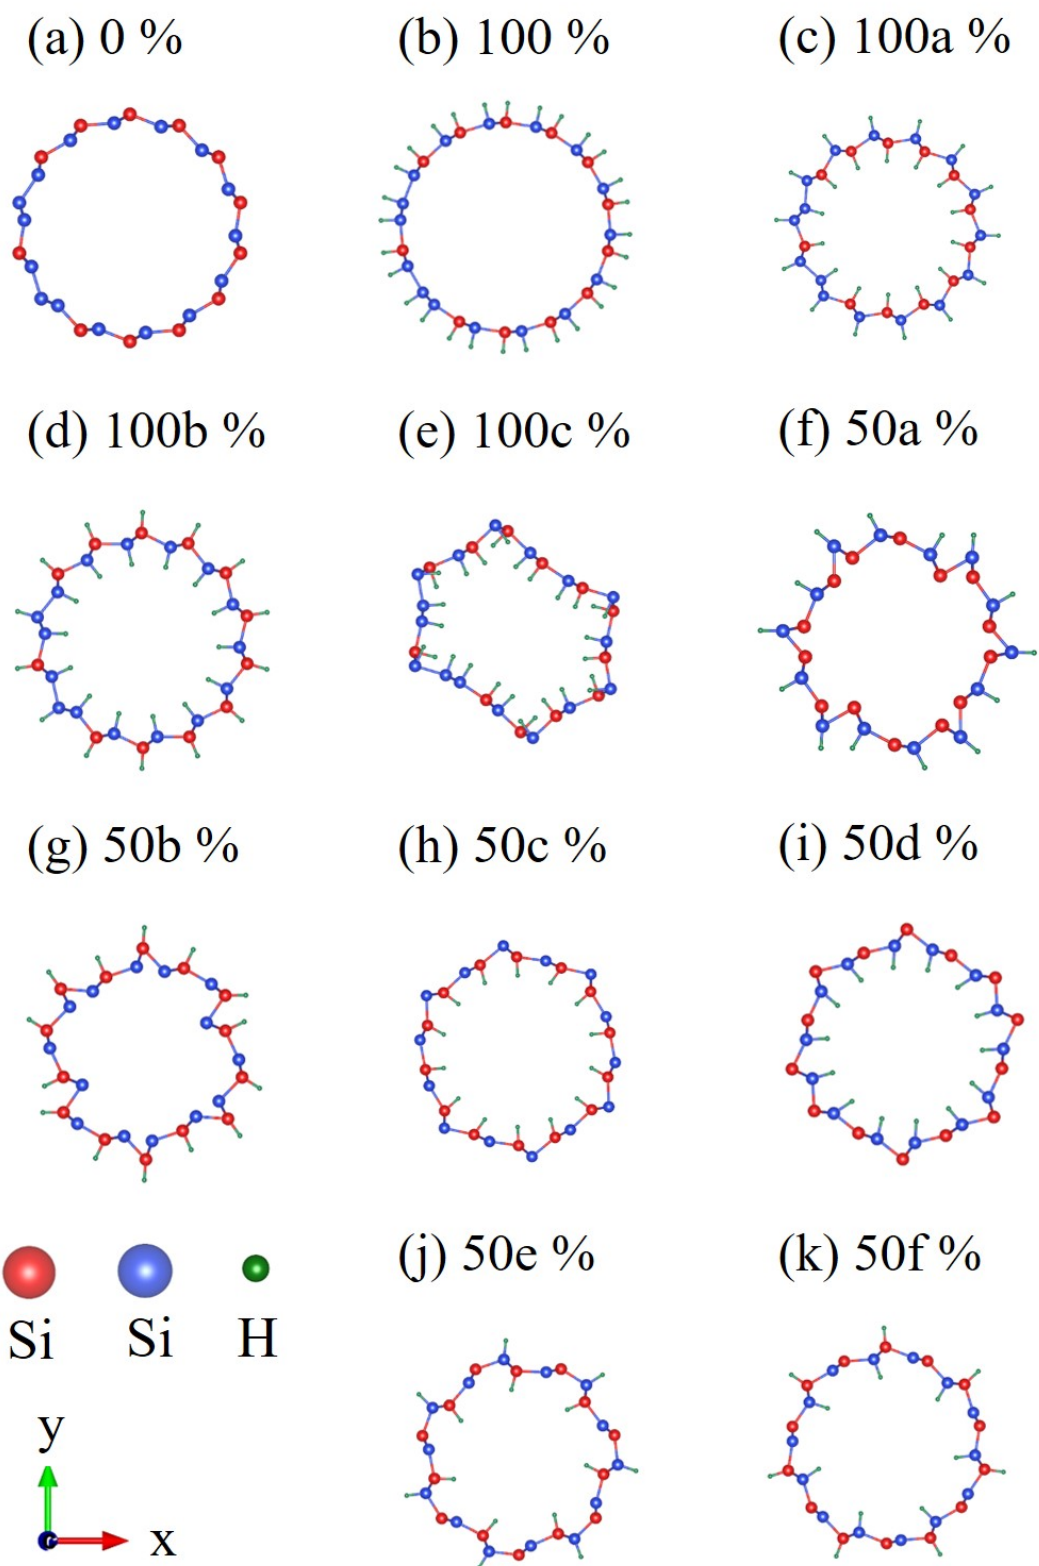 (a) 0 %
(b) 100 %
(c) 100a %
(d) 100b %
(e) 100c %
(f) 50a %
(g) 50b %
(h) 50c %
(i) 50d %
(j) 50e %
(k) 50f %
Si Si H
y
x